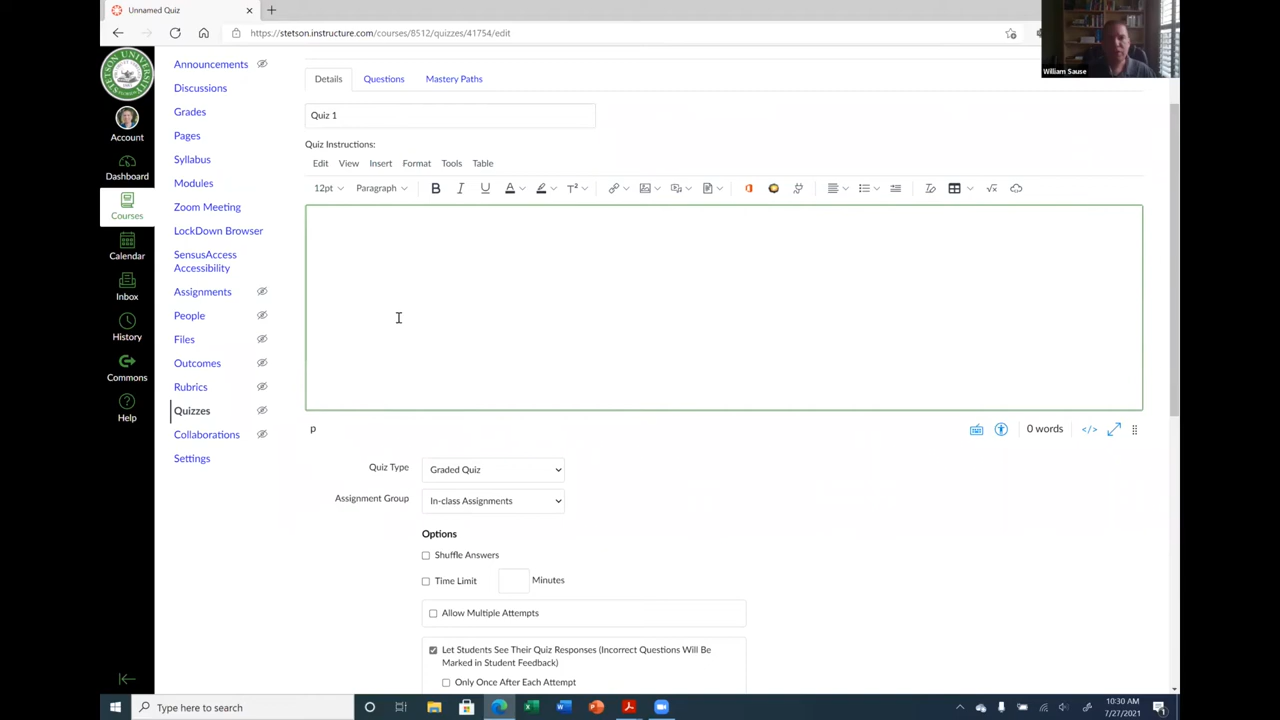 Unnamed Quiz
https://stetson.instructure.com/courses/8512/quizzes/41754/edit
William Sause
STETSON UNIVERSITY
Account
Dashboard
Courses
Calendar
Inbox
History
Commons
Help
Announcements
Discussions
Grades
Pages
Syllabus
Modules
Zoom Meeting
LockDown Browser
SensusAccess
Accessibility
Assignments
People
Files
Outcomes
Rubrics
Quizzes
Collaborations
Settings
Details Questions Mastery Paths
Quiz 1
Quiz Instructions:
Edit View Insert Format Tools Table
12pt Paragraph B I U A T²
p
0 words </>
Quiz Type Graded Quiz
Assignment Group In-class Assignments
Options
Shuffle Answers
Time Limit Minutes
Allow Multiple Attempts
Let Students See Their Quiz Responses (Incorrect Questions Will Be
Marked in Student Feedback)
Only Once After Each Attempt
Type here to search
10:30 AM
7/27/2021